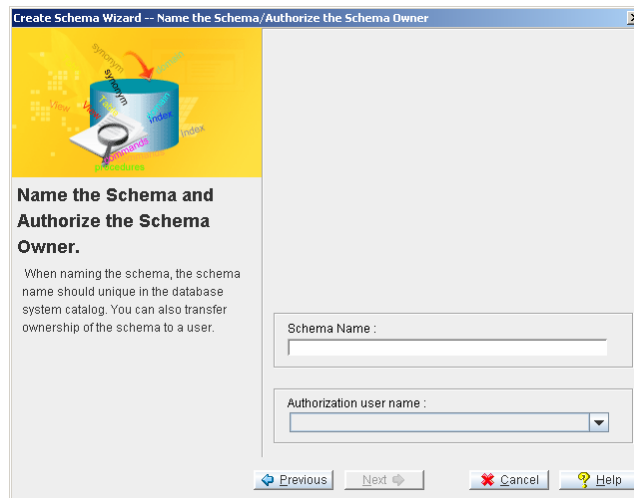 Create Schema Wizard -- Name the Schema/Authorize the Schema Owner
synonym
synonym
domain
View
View
Table
domain
Index
Index
commands
procedures
Name the Schema and
Authorize the Schema
Owner.
When naming the schema, the schema
name should unique in the database
system catalog. You can also transfer
ownership of the schema to a user.
Schema Name :
Authorization user name :
Previous
Next
Cancel
Help